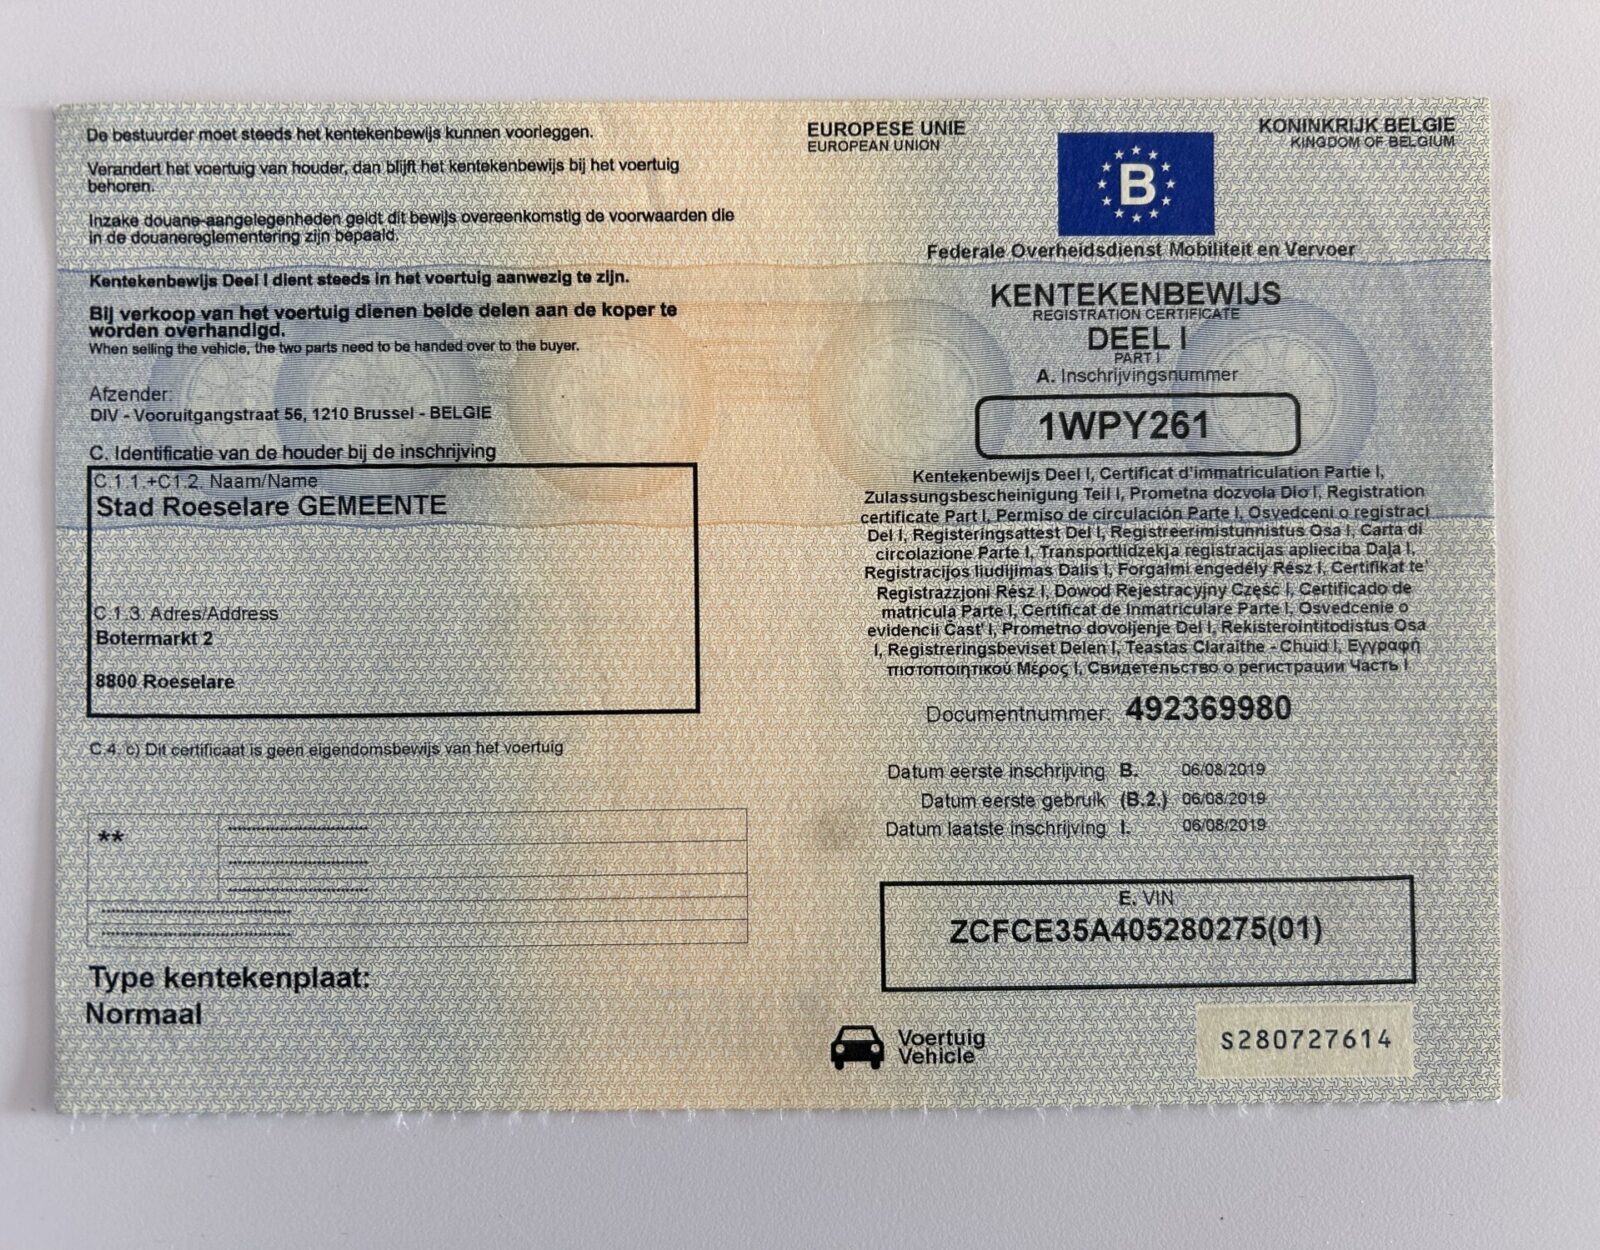 De bestuurder moet steeds het kentekenbewijs kunnen voorleggen.
Verandert het voertuig van houder, dan blijft het kentekenbewijs bij het voertuig
behoren.
Inzake douane-aangelegenheden geldt dit bewijs overeenkomstig de voorwaarden die
in de douanereglementering zijn bepaald.
Kentekenbewijs Deel I dient steeds in het voertuig aanwezig te zijn.
Bij verkoop van het voertuig dienen beide delen aan de koper te
worden overhandigd.
When selling the vehicle, the two parts need to be handed over to the buyer.
Afzender:
DIV - Vooruitgangstraat 56, 1210 Brussel - BELGIE
C. Identificatie van de houder bij de inschrijving
C.1.1.+C1.2. Naam/Name
Stad Roeselare GEMEENTE
C.1.3. Adres/Address
Botermarkt 2
8800 Roeselare
C.4. c) Dit certificaat is geen eigendomsbewijs van het voertuig
**
Type kentekenplaat:
Normaal
EUROPESE UNIE
EUROPEAN UNION
B
KONINKRIJK BELGIE
KINGDOM OF BELGIUM
Federale Overheidsdienst Mobiliteit en Vervoer
KENTEKENBEWIJS
REGISTRATION CERTIFICATE
DEEL I
PART I
A. Inschrijvingsnummer
1WPY261
Kentekenbewijs Deel I, Certificat d'immatriculation Partie I,
Zulassungsbescheinigung Teil I, Prometna dozvola Dio I, Registration
certificate Part I, Permiso de circulación Parte I, Osvedceni o registraci
Del I, Registeringsattest Del I, Registreerimistunnistus Osa I, Carta di
circolazione Parte I, Transportlidzekja registracijas aplieciba Daļa I,
Registracijos liudijimas Dalis I, Forgalmi engedély Rész I, Certifikat te'
Registrazzjoni Rész I, Dowod Rejestracyjny Część I, Certificado de
matricula Parte I, Certificat de Inmatriculare Parte I, Osvedcenie o
evidencii Čast' I, Prometno dovoljenje Del I, Rekisterointitodistus Osa
I, Registreringsbeviset Delen I, Teastas Claraithe - Chuid I, Εγγραφή
πιστοποιητικού Μέρος I, Свидетельство о регистрации Часть I
Documentnummer: 492369980
Datum eerste inschrijving B. 06/08/2019
Datum eerste gebruik (B.2.) 06/08/2019
Datum laatste inschrijving I. 06/08/2019
E. VIN
ZCFCE35A405280275(01)
Voertuig
Vehicle
S280727614